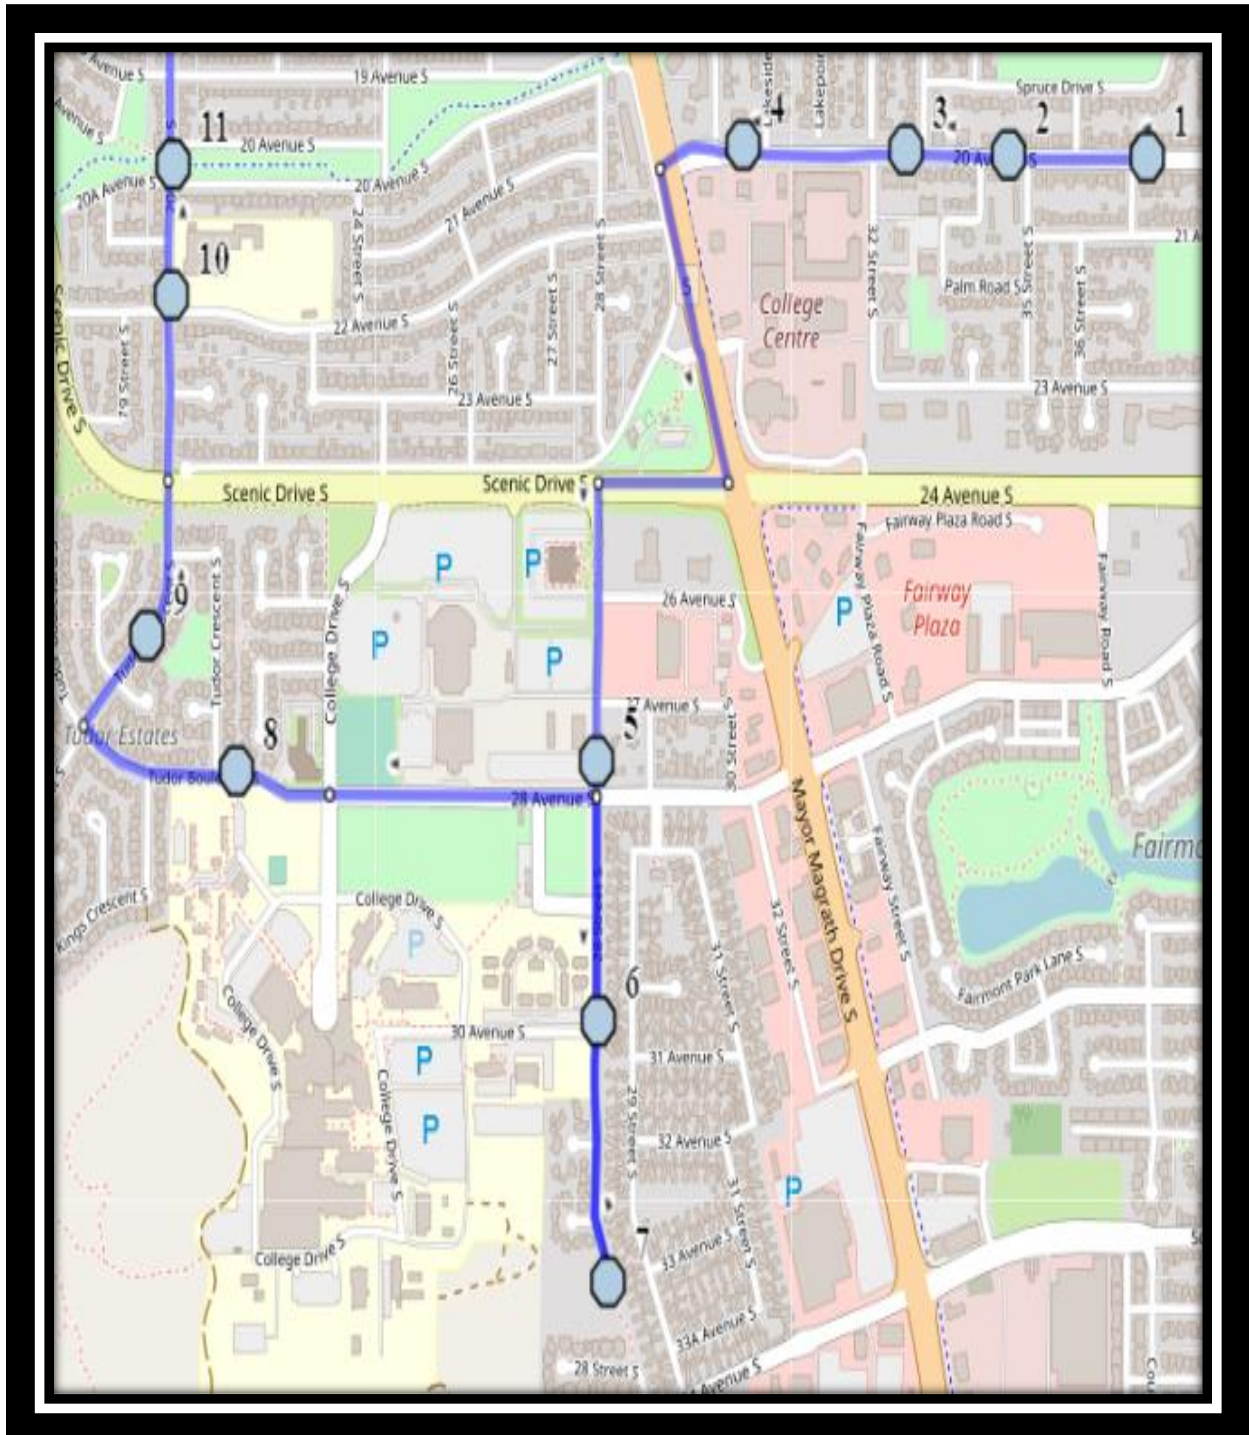 Avenue S
19 Avenue S
Lakeside
Lakepoin
Spruce Drive S
Avenue S
11
4
3
2
1
20 Avenue S
20 Av
S
20A Avenue S
20 Avenue S
21 Avenue S
24 Street S
28 Street S
32 Street S
35 Street S
21 A
10
S
College
Centre
Palm Road S
36 Street S
Scenic Drive S
79 Street S
22 Avenue S
26 Street S
27 Street S
23 Avenue S
23 Avenue S
Scenic Drive S
Scenic Drive S
24 Avenue S
Fairway Plaza Road S
P
P
P
P
P
Fairway
Plaza
Fairway Plaza Road S
Fairway Road S
26 Avenue S
9
Tudor Crescent S
College Drive S
5
Avenue S
30 Street S
Tudor Estates
8
28 Avenue S
Mayor Magrath Drive S
Fairway Street S
Kings Crescent S
College Drive S
P
32 Street S
31 Street S
Fairmont Park Lane S
College Drive S
6
30 Avenue S
P
31 Avenue S
College Drive S
P
29 Street S
32 Avenue S
31 Street S
P
College Drive S
33 Avenue S
33A Avenue S
28 Street S
Avenue S